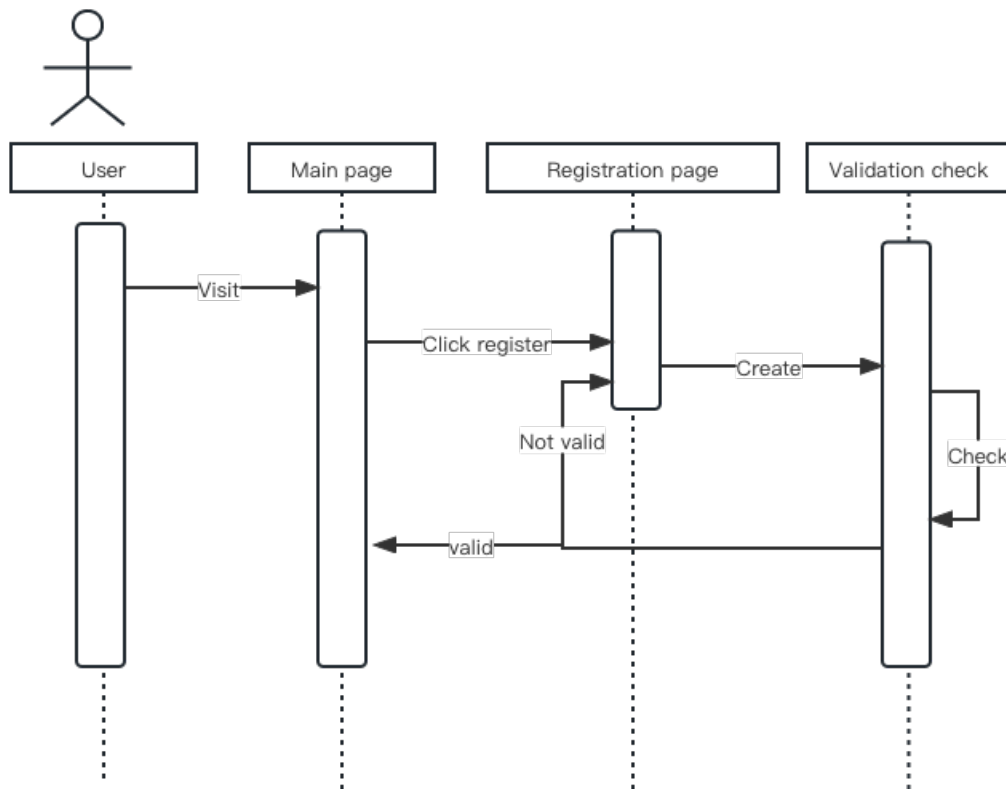 User
Main page
Registration page
Validation check
Visit
Click register
Create
Not valid
Check
valid